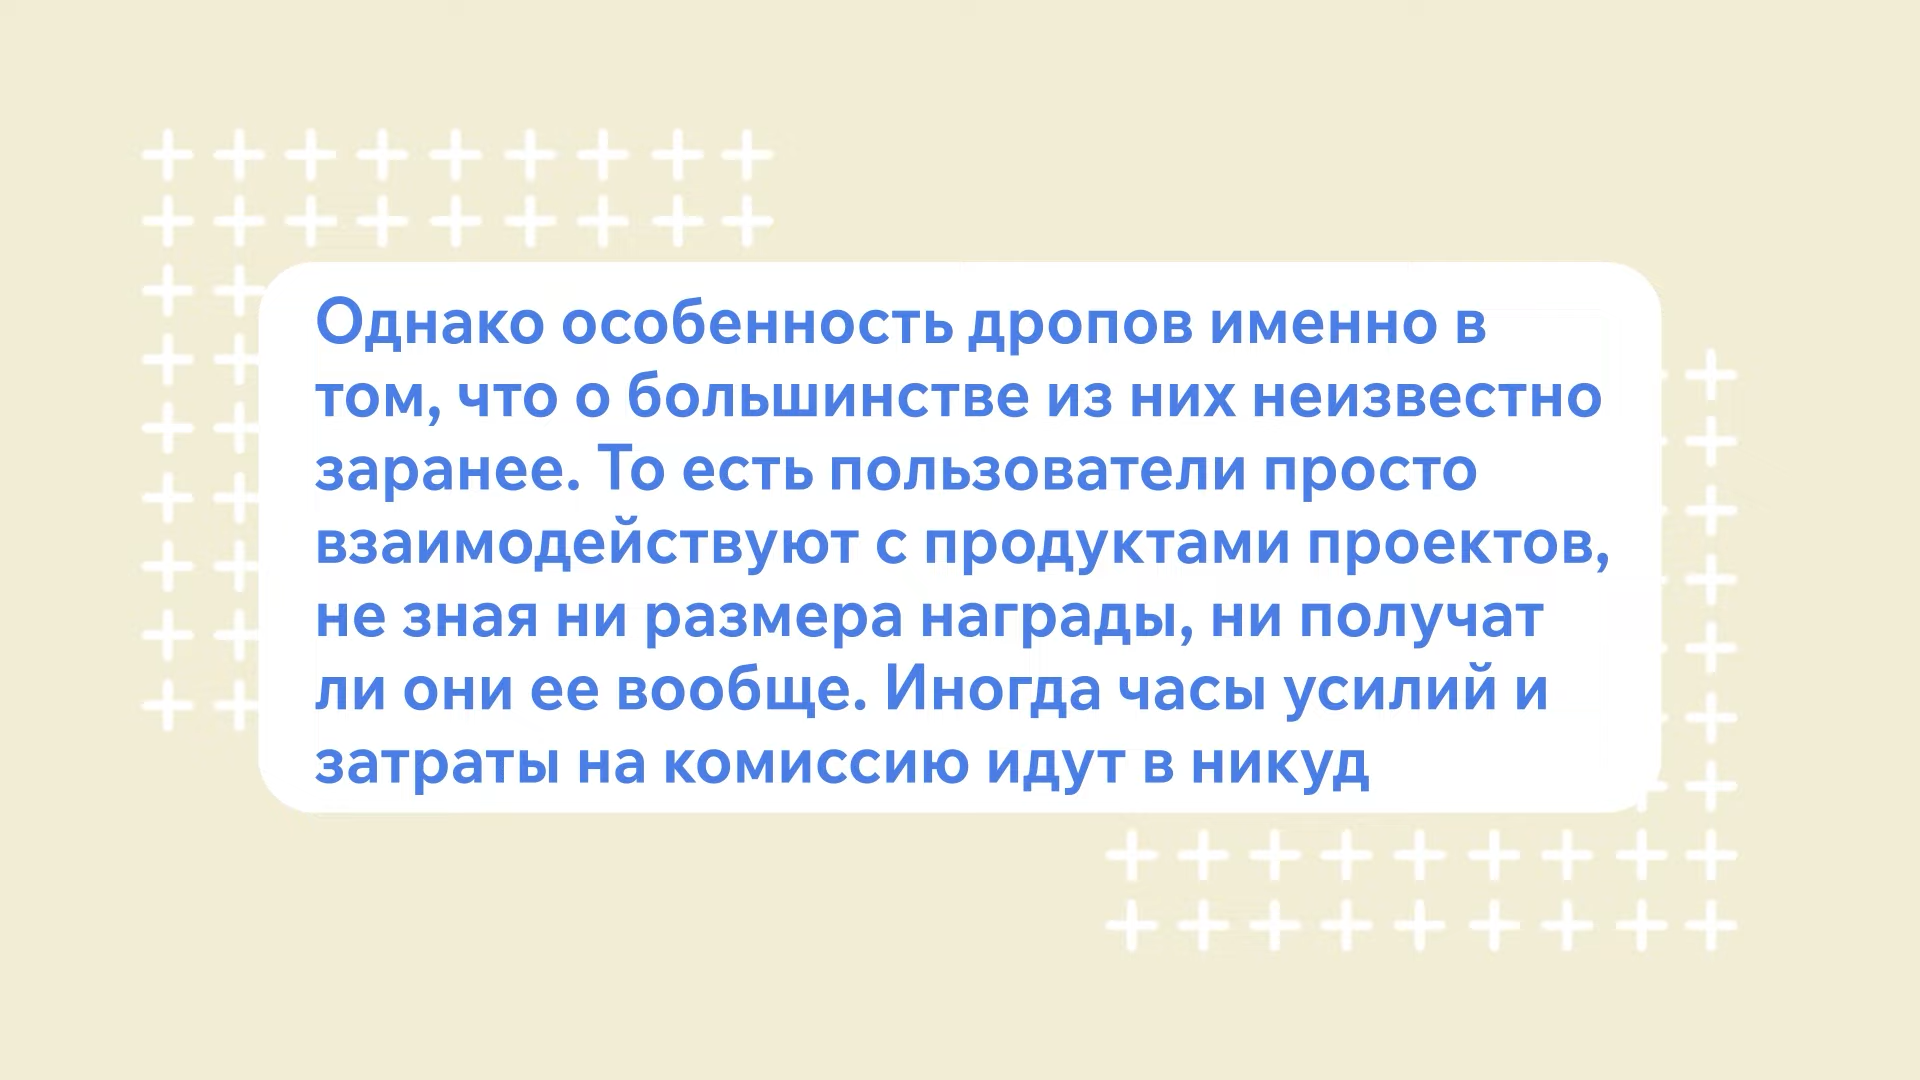 Однако особенность дропов именно в
том, что о большинстве из них неизвестно
заранее. То есть пользователи просто
взаимодействуют с продуктами проектов,
не зная ни размера награды, ни получат
ли они ее вообще. Иногда часы усилий и
затраты на комиссию идут в никуд